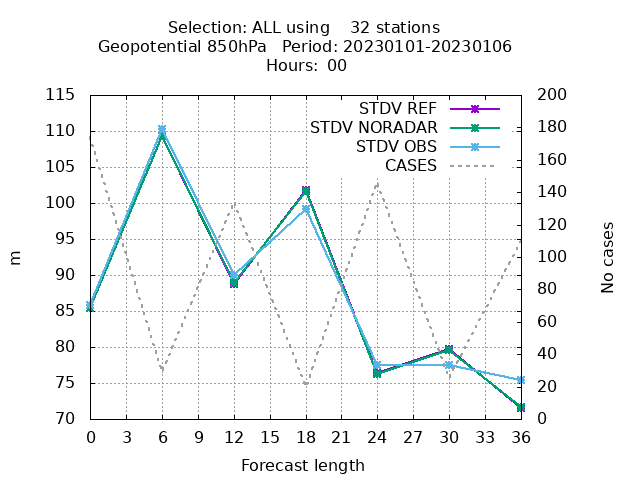 Selection: ALL using    32 stations
Geopotential 850hPa   Period: 20230101-20230106
Hours: 00
STDV REF
STDV NORADAR
STDV OBS
CASES
115
110
105
100
95
90
85
80
75
70
m
200
180
160
140
120
100
80
60
40
20
0
No cases
0 3 6 9 12 15 18 21 24 27 30 33 36
Forecast length